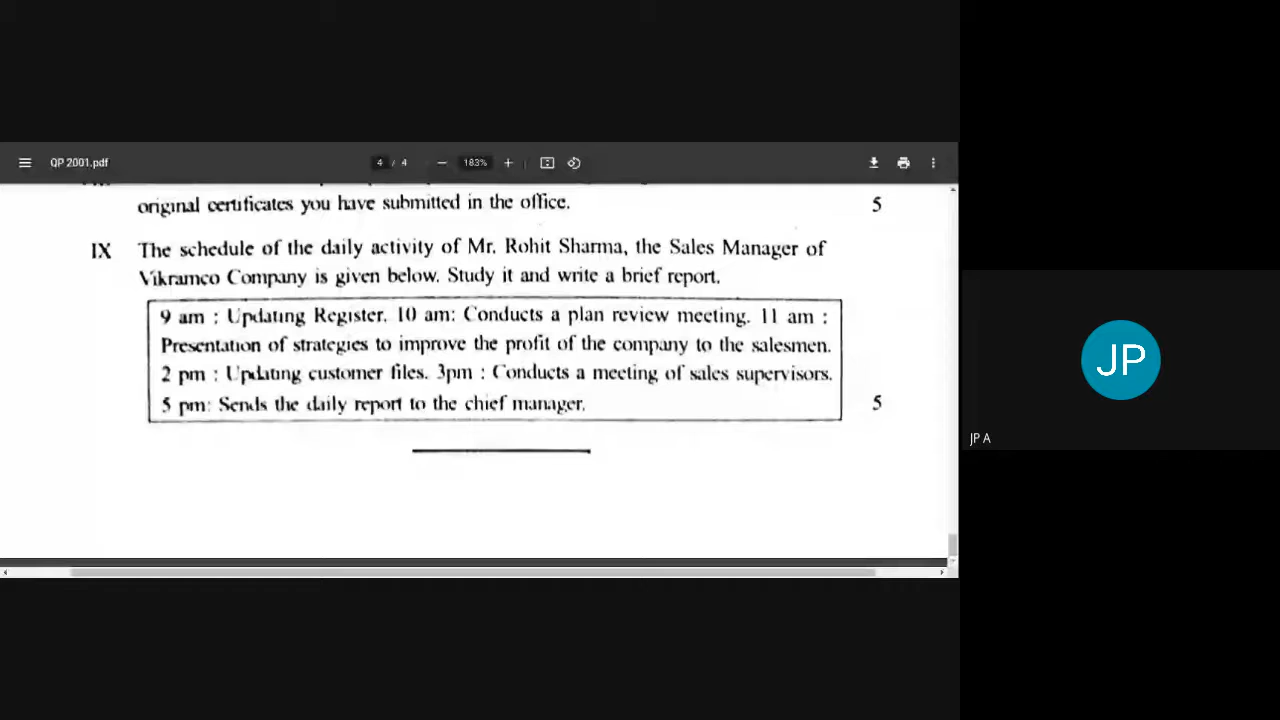 QP 2001.pdf
4 / 4
183%
original certificates you have submitted in the office.
5
IX The schedule of the daily activity of Mr. Rohit Sharma, the Sales Manager of
Vikramco Company is given below. Study it and write a brief report.
9 am : Updating Register. 10 am: Conducts a plan review meeting. 11 am :
Presentation of strategies to improve the profit of the company to the salesmen.
2 pm : Updating customer files. 3pm : Conducts a meeting of sales supervisors.
5 pm: Sends the daily report to the chief manager.
5
JP
JP A